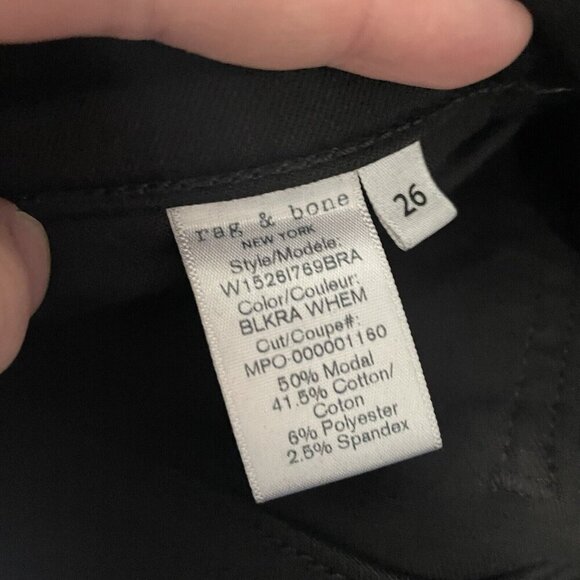 rag & bone
NEW YORK
Style/Modèle:
W1526I769BRA
Color/Couleur:
BLKRA WHEM
Cut/Coupe#:
MPO-000001160
50% Modal
41.5% Cotton/
Coton
6% Polyester
2.5% Spandex
26